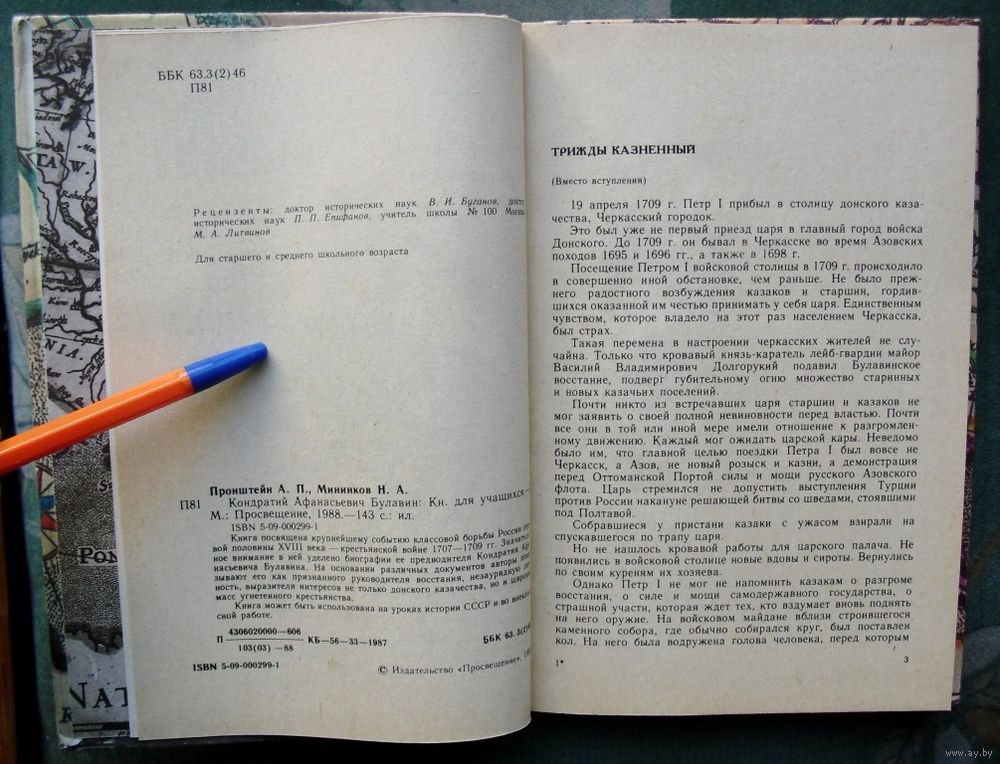 ББК 63.3(2)46
П81
Рецензенты: доктор исторических наук В. И. Буганов,
исторических наук П. П. Епифанов, учитель школы № 100 Москвы
М. А. Литвинов
Для старшего и среднего школьного возраста
Пронштейн А. П., Мининков Н. А.
П81 Кондратий Афанасьевич Булавин: Кн. для учащихся.—
М.: Просвещение, 1988.—143 с.: ил.
ISBN 5-09-000299-1
Книга посвящена крупнейшему событию классовой борьбы России
вой половины XVIII века — крестьянской войне 1707—1709 гг.
ное внимание в ней уделено биографии ее предводителя Кондратия
насьевича Булавина. На основании различных документов авторы
зывают его как признанного руководителя восстания, незаурядную
ность, выразителя интересов не только донского казачества, но и
масс угнетенного крестьянства.
Книга может быть использована на уроках истории СССР и во
сной работе.
П 4306020000—606
103(03)—88 КБ—56—33—1987
ББК 63.3(2)
ISBN 5-09-000299-1
© Издательство «Просвещение»,
ТРИЖДЫ КАЗНЕННЫЙ
(Вместо вступления)
19 апреля 1709 г. Петр I прибыл в столицу донского каза-
чества, Черкасский городок.
Это был уже не первый приезд царя в главный город войска
Донского. До 1709 г. он бывал в Черкасске во время Азовских
походов 1695 и 1696 гг., а также в 1698 г.
Посещение Петром I войсковой столицы в 1709 г. происходило
в совершенно иной обстановке, чем раньше. Не было преж-
него радостного возбуждения казаков и старшин, гордив-
шихся оказанной им честью принимать у себя царя. Единственным
чувством, которое владело на этот раз населением Черкасска,
был страх.
Такая перемена в настроении черкасских жителей не слу-
чайна. Только что кровавый князь-каратель лейб-гвардии майор
Василий Владимирович Долгорукий подавил Булавинское
восстание, подверг губительному огню множество старинных
и новых казачьих поселений.
Почти никто из встречавших царя старшин и казаков не
мог заявить о своей полной невиновности перед властью. Почти
все они в той или иной мере имели отношение к разгромлен-
ному движению. Каждый мог ожидать царской кары. Неведомо
было им, что главной целью поездки Петра I был вовсе не
Черкасск, а Азов, не новый розыск и казни, а демонстрация
перед Оттоманской Портой силы и мощи русского Азовского
флота. Царь стремился не допустить выступления Турции
против России накануне решающей битвы со шведами, стоявшими
под Полтавой.
Собравшиеся у пристани казаки с ужасом взирали на
спускавшегося по трапу царя.
Но не нашлось кровавой работы для царского палача. Не
появились в войсковой столице новые вдовы и сироты. Вернулись
по своим куреням их хозяева.
Однако Петр I не мог не напомнить казакам о разгроме
восстания, о силе и мощи самодержавного государства, о
страшной участи, которая ждет тех, кто вздумает вновь поднять
на него оружие. На войсковом майдане вблизи строившегося
каменного собора, где обычно собирался круг, был поставлен
кол. На него была водружена голова человека, перед которым
1*
3
www.ay.by